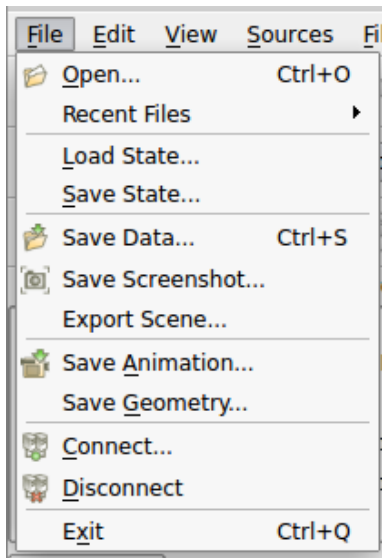 File Edit View Sources
Open... Ctrl+O
Recent Files
Load State...
Save State...
Save Data... Ctrl+S
Save Screenshot...
Export Scene...
Save Animation...
Save Geometry...
Connect...
Disconnect
Exit Ctrl+Q